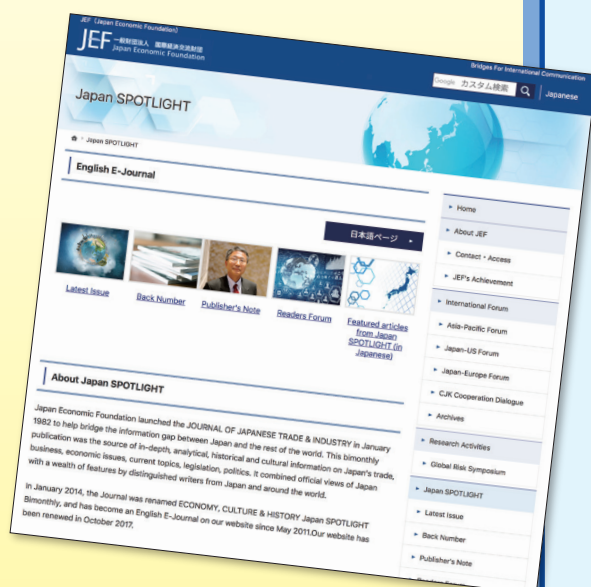 JEF (Japan Economic Foundation)
JEF 一般財団法人 国際経済交流財団
Japan Economic Foundation
Bridges For International Communication
Google カスタム検索
Japanese
Japan SPOTLIGHT
Japan SPOTLIGHT
English E-Journal
日本語ページ
Latest Issue
Back Number
Publisher's Note
Readers Forum
Featured articles
from Japan
SPOTLIGHT (in
Japanese)
About Japan SPOTLIGHT
Japan Economic Foundation launched the JOURNAL OF JAPANESE TRADE & INDUSTRY in January
1982 to help bridge the information gap between Japan and the rest of the world. This bimonthly
publication was the source of in-depth, analytical, historical and cultural information on Japan's trade,
business, economic issues, current topics, legislation, politics. It combined official views of Japan
with a wealth of features by distinguished writers from Japan and around the world.
In January 2014, the Journal was renamed ECONOMY, CULTURE & HISTORY Japan SPOTLIGHT
Bimonthly, and has become an English E-Journal on our website since May 2011.Our website has
been renewed in October 2017.
Home
About JEF
Contact・Access
JEF's Achievement
International Forum
Asia-Pacific Forum
Japan-US Forum
Japan-Europe Forum
CJK Cooperation Dialogue
Archives
Research Activities
Global Risk Symposium
Japan SPOTLIGHT
Latest Issue
Back Number
Publisher's Note